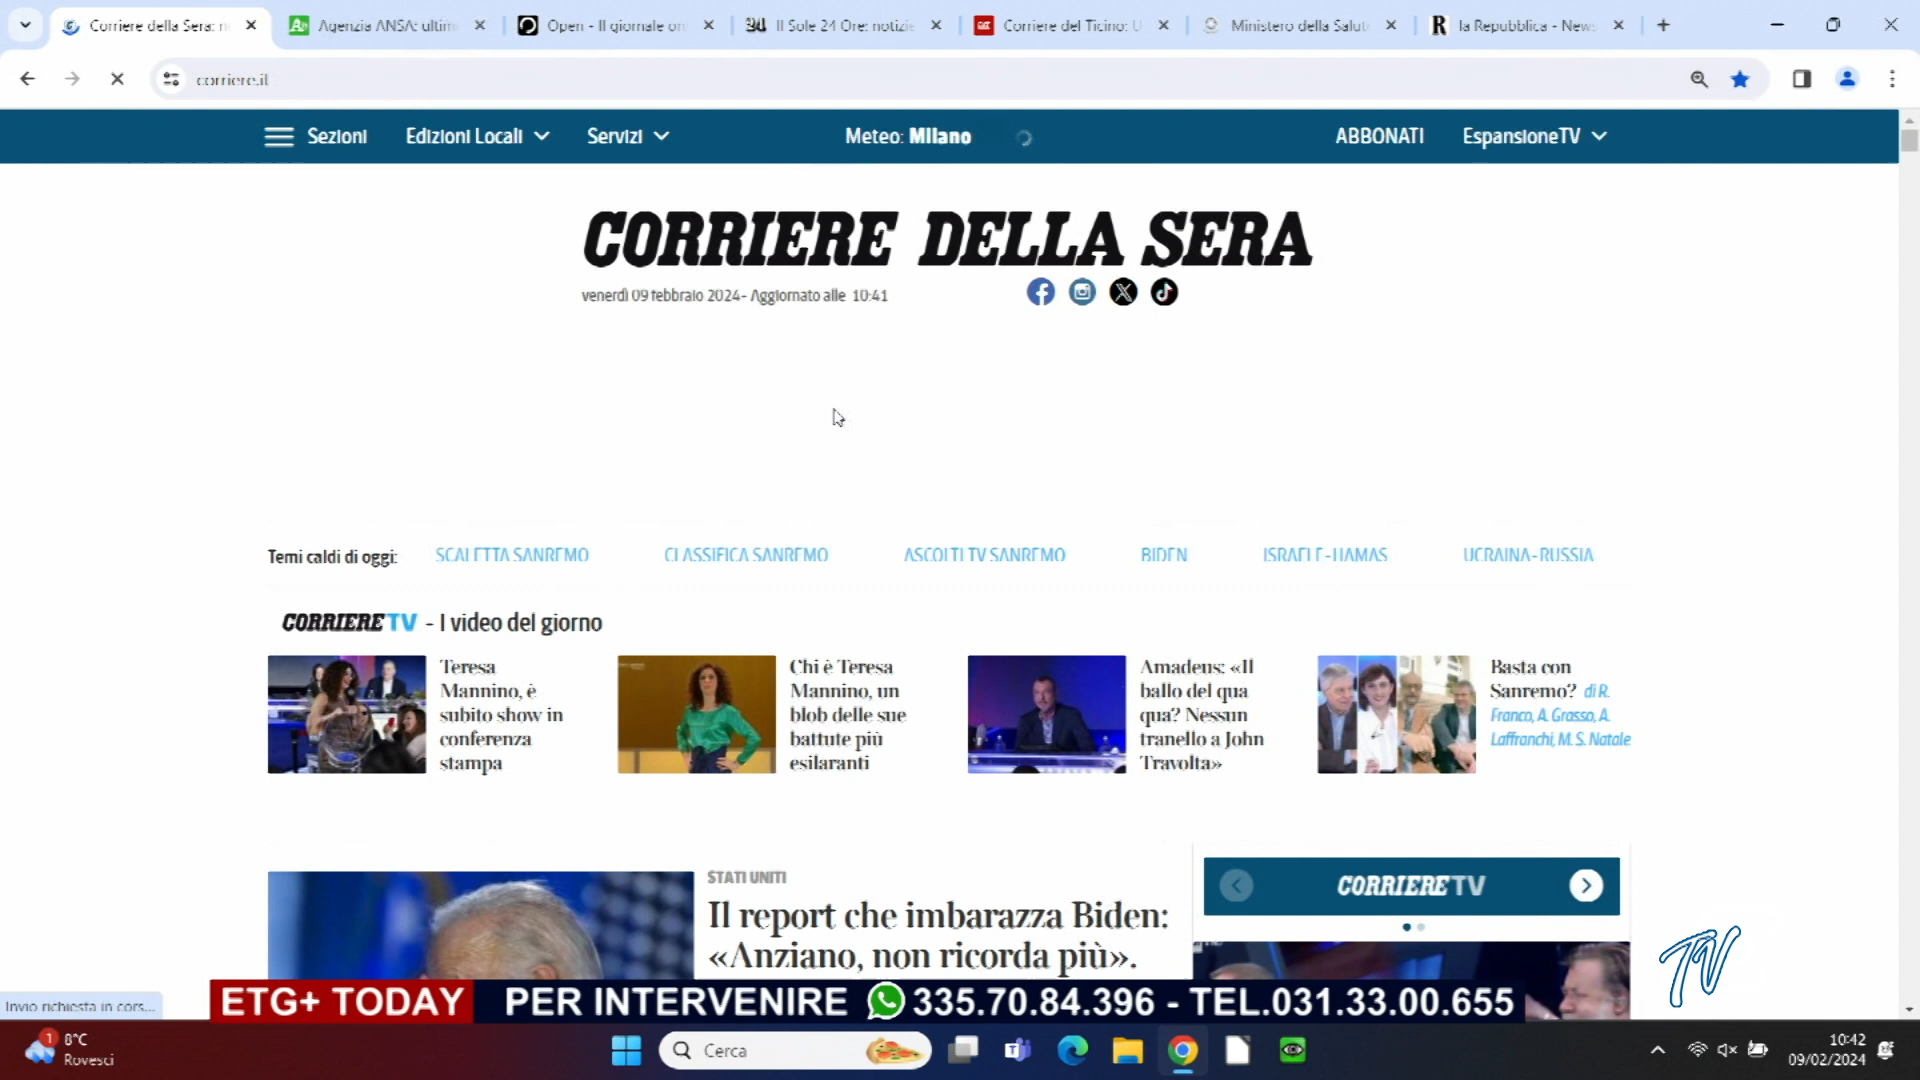 Corriere della Sera: n
Agenzia ANSA: ultim
Open - Il giornale on
Il Sole 24 Ore: notizie
Corriere del Ticino: U
Ministero della Salut
la Repubblica - News
corriere.it
Sezioni
Edizioni Locali
Servizi
Meteo: Milano
ABBONATI
EspansioneTV
CORRIERE DELLA SERA
venerdì 09 febbraio 2024- Aggiornato alle 10:41
Temi caldi di oggi:
SCALETTA SANREMO
CLASSIFICA SANREMO
ASCOLTI TV SANREMO
BIDEN
ISRAELE-HAMAS
UCRAINA-RUSSIA
CORRIERE TV - I video del giorno
Teresa
Mannino, è
subito show in
conferenza
stampa
Chi è Teresa
Mannino, un
blob delle sue
battute più
esilaranti
Amadeus: «Il
ballo del qua
qua? Nessun
tranello a John
Travolta»
Basta con
Sanremo? di R.
Franco, A. Grasso, A.
Laffranchi, M. S. Natale
STATI UNITI
Il report che imbarazza Biden:
«Anziano, non ricorda più».
CORRIERE TV
TV
ETG+ TODAY
PER INTERVENIRE 335.70.84.396 - TEL.031.33.00.655
Invio richiesta in cors...
1
8°C
Rovesci
Cerca
10:42
09/02/2024